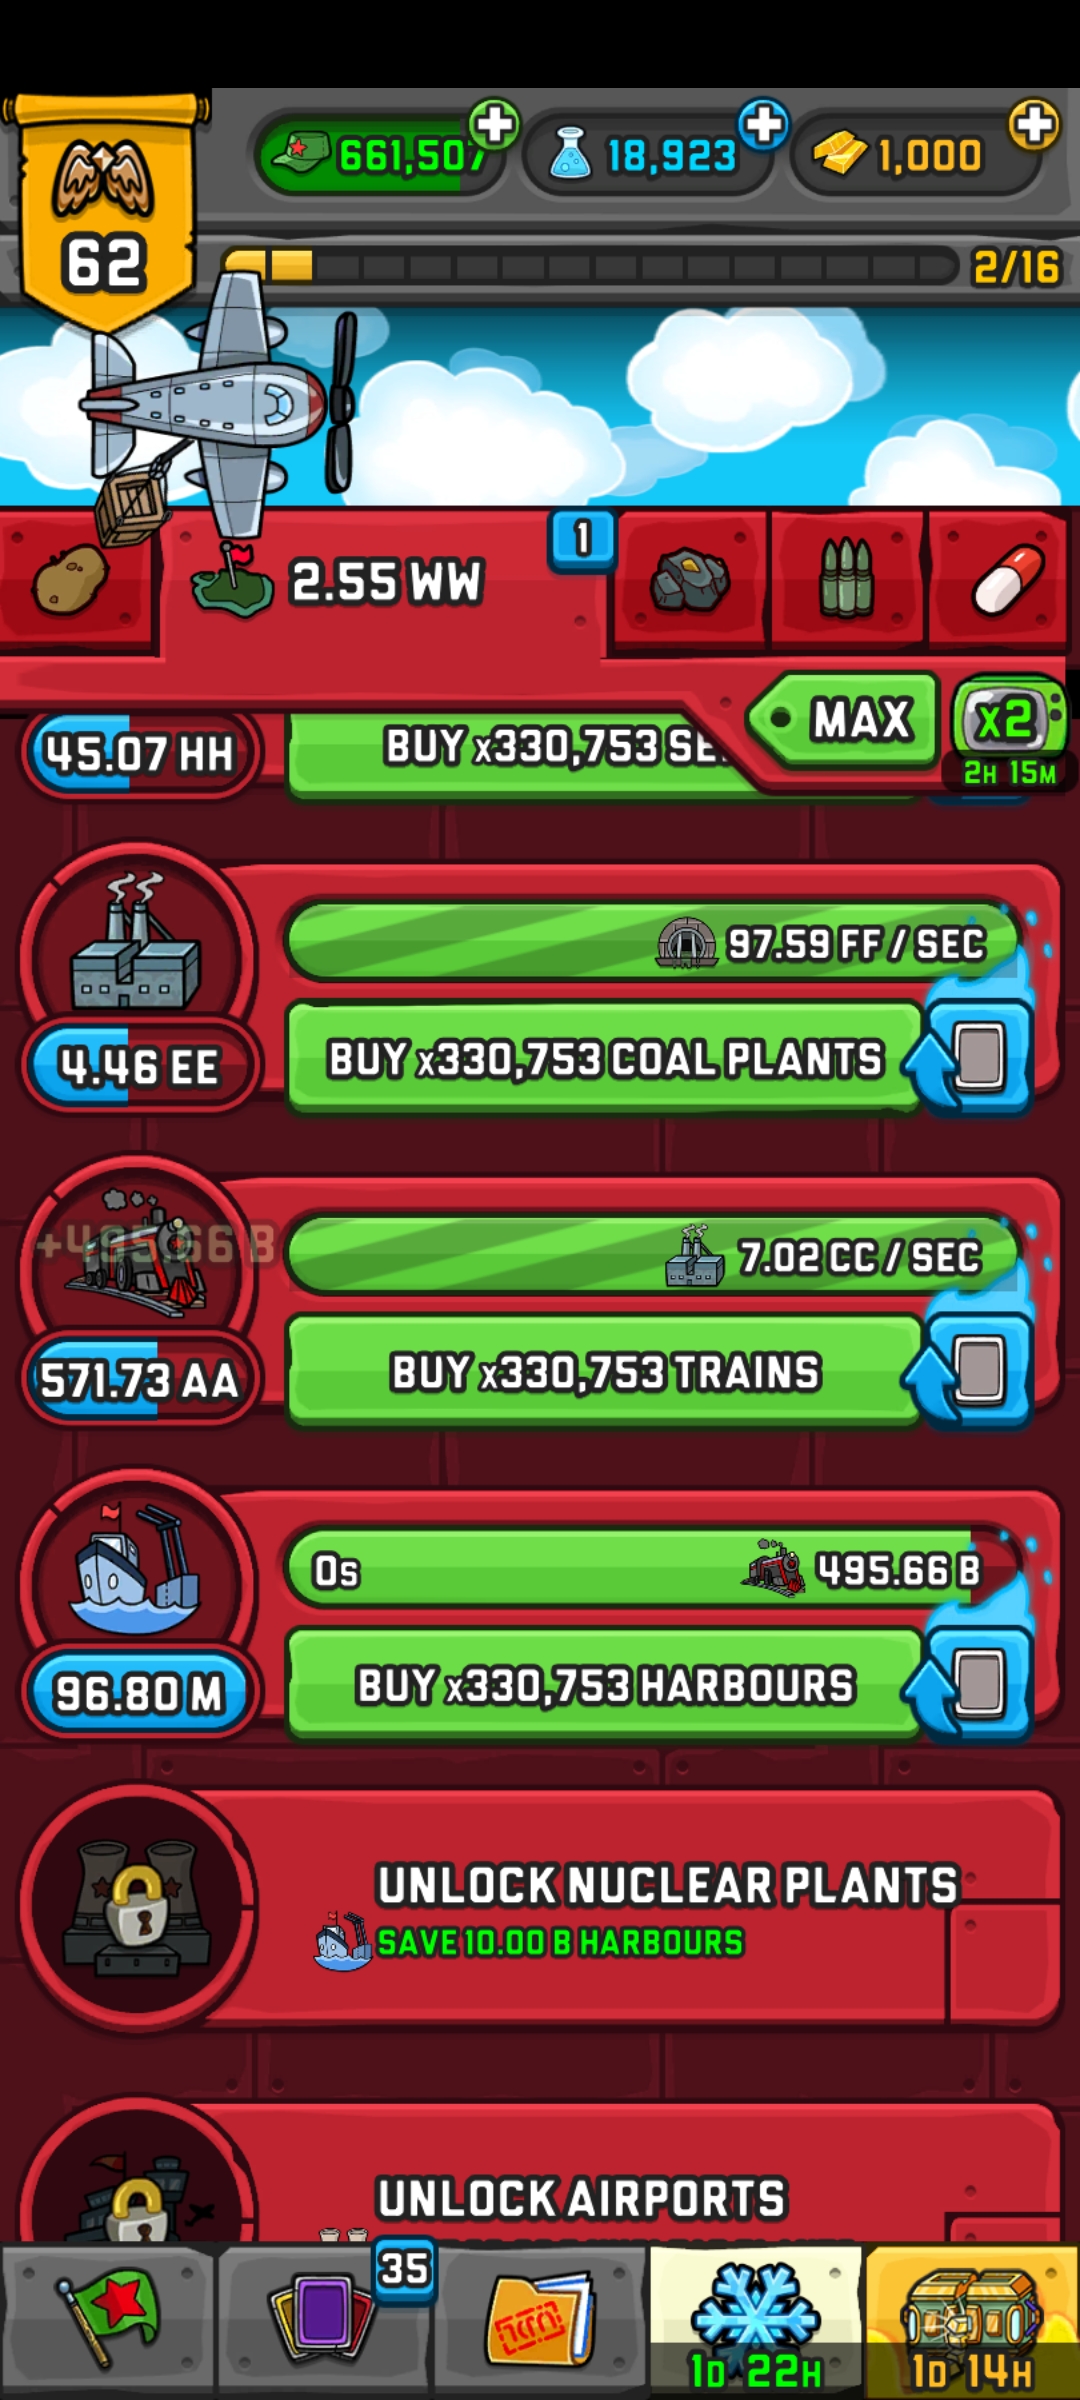 661,507
18,923
1,000
62
2/16
2.55 WW
1
MAX
x2
2H 15M
45.07 HH
BUY x330,753 SE
97.59 FF / SEC
4.46 EE
BUY x330,753 COAL PLANTS
+495.66 B
7.02 CC / SEC
571.73 AA
BUY x330,753 TRAINS
0s
495.66 B
96.80 M
BUY x330,753 HARBOURS
UNLOCK NUCLEAR PLANTS
SAVE 10.00 B HARBOURS
UNLOCK AIRPORTS
35
1D 22H
1D 14H